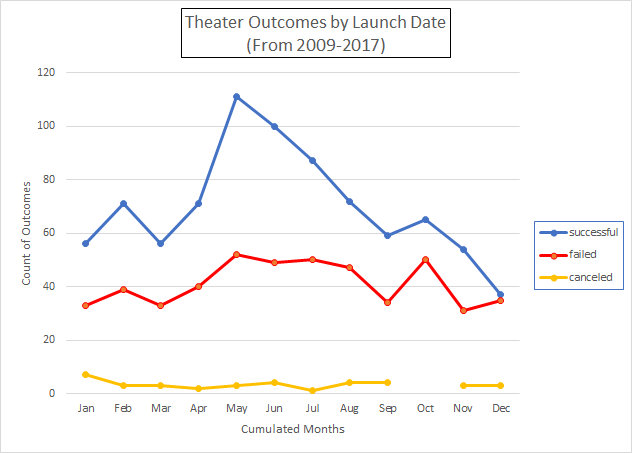 Theater Outcomes by Launch Date
(From 2009-2017)
120
100
80
60
40
20
0
Count of Outcomes
Jan Feb Mar Apr May Jun Jul Aug Sep Oct Nov Dec
Cumulated Months
successful
failed
canceled